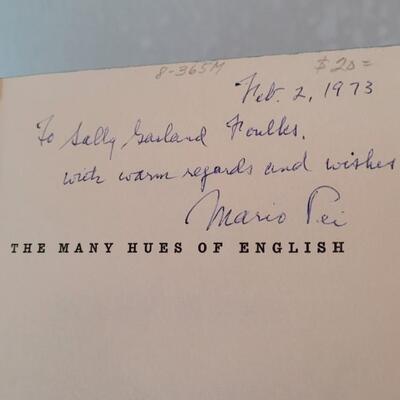 8-365M $20=
Feb. 2, 1973
To Sally Garland Foulks,
with warm regards and wishes
Mario Pei
THE MANY HUES OF ENGLISH